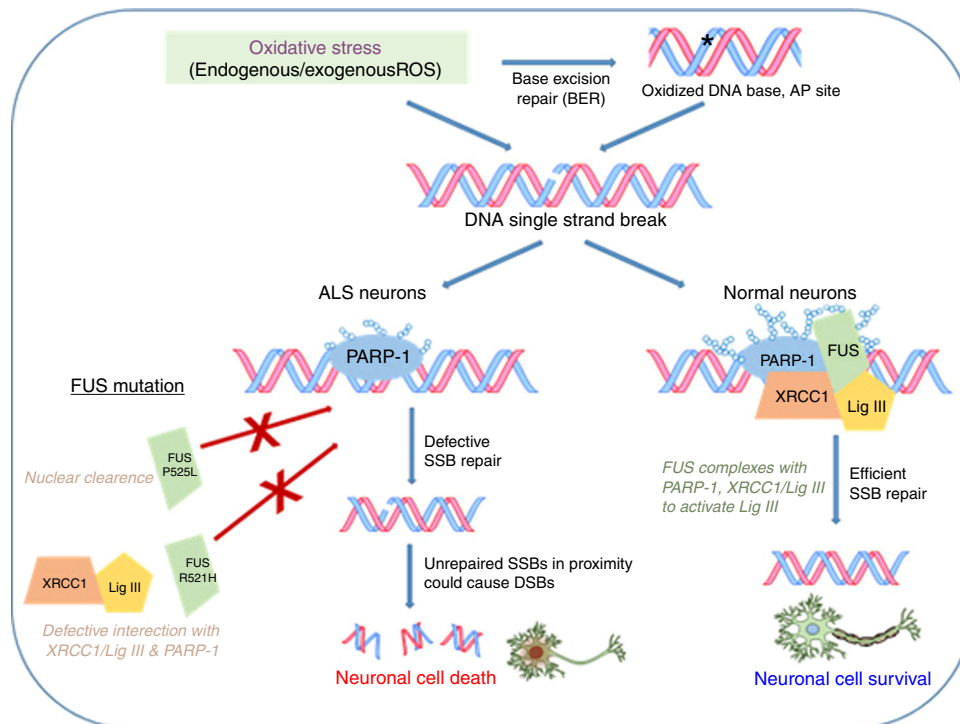 Oxidative stress
(Endogenous/exogenousROS)
Base excision
repair (BER)
*
Oxidized DNA base, AP site
DNA single strand break
ALS neurons
Normal neurons
PARP-1
PARP-1
FUS
XRCC1
Lig III
FUS mutation
FUS
P525L
Nuclear clearence
Defective
SSB repair
FUS complexes with
PARP-1, XRCC1/Lig III
to activate Lig III
Efficient
SSB repair
XRCC1
Lig III
FUS
R521H
Unrepaired SSBs in proximity
could cause DSBs
Defective interection with
XRCC1/Lig III & PARP-1
Neuronal cell death
Neuronal cell survival